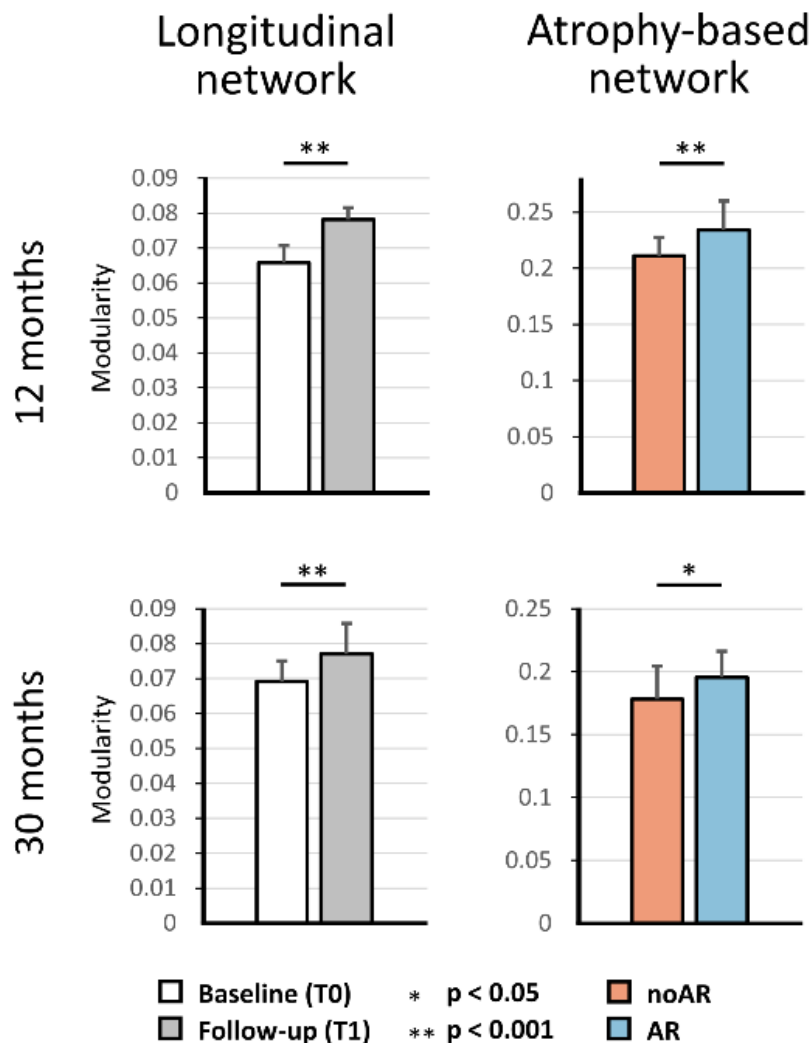 Longitudinal
network
Atrophy-based
network
12 months
**
Modularity
0.09
0.08
0.07
0.06
0.05
0.04
0.03
0.02
0.01
0
**
0.25
0.2
0.15
0.1
0.05
0
30 months
**
Modularity
0.09
0.08
0.07
0.06
0.05
0.04
0.03
0.02
0.01
0
*
0.25
0.2
0.15
0.1
0.05
0
Baseline (T0)
Follow-up (T1)
* p < 0.05
** p < 0.001
noAR
AR